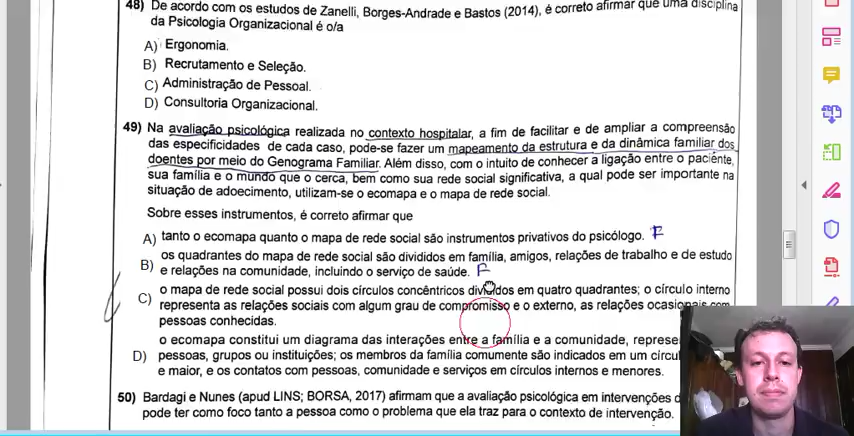 48) De acordo com os estudos de Zanelli, Borges-Andrade e Bastos (2014), é correto afirmar que uma disciplina
da Psicologia Organizacional é o/a
A) Ergonomia.
B) Recrutamento e Seleção.
C) Administração de Pessoal.
D) Consultoria Organizacional.
49) Na avaliação psicológica realizada no contexto hospitalar, a fim de facilitar e de ampliar a compreensão
das especificidades de cada caso, pode-se fazer um mapeamento da estrutura e da dinâmica familiar dos
doentes por meio do Genograma Familiar. Além disso, com o intuito de conhecer a ligação entre o paciente,
sua família e o mundo que o cerca, bem como sua rede social significativa, a qual pode ser importante na
situação de adoecimento, utilizam-se o ecomapa e o mapa de rede social.
Sobre esses instrumentos, é correto afirmar que
A) tanto o ecomapa quanto o mapa de rede social são instrumentos privativos do psicólogo. F
os quadrantes do mapa de rede social são divididos em família, amigos, relações de trabalho e de estudo
B) e relações na comunidade, incluindo o serviço de saúde. F
o mapa de rede social possui dois círculos concêntricos divididos em quatro quadrantes; o círculo interno
C) representa as relações sociais com algum grau de compromisso e o externo, as relações ocasionais com
pessoas conhecidas.
o ecomapa constitui um diagrama das interações entre a família e a comunidade,
D) pessoas, grupos ou instituições; os membros da família comumente são indicados em um
e maior, e os contatos com pessoas, comunidade e serviços em círculos internos e menores.
50) Bardagi e Nunes (apud LINS; BORSA, 2017) afirmam que a avaliação psicológica em intervenções
pode ter como foco tanto a pessoa como o problema que ela traz para o contexto de intervenção.